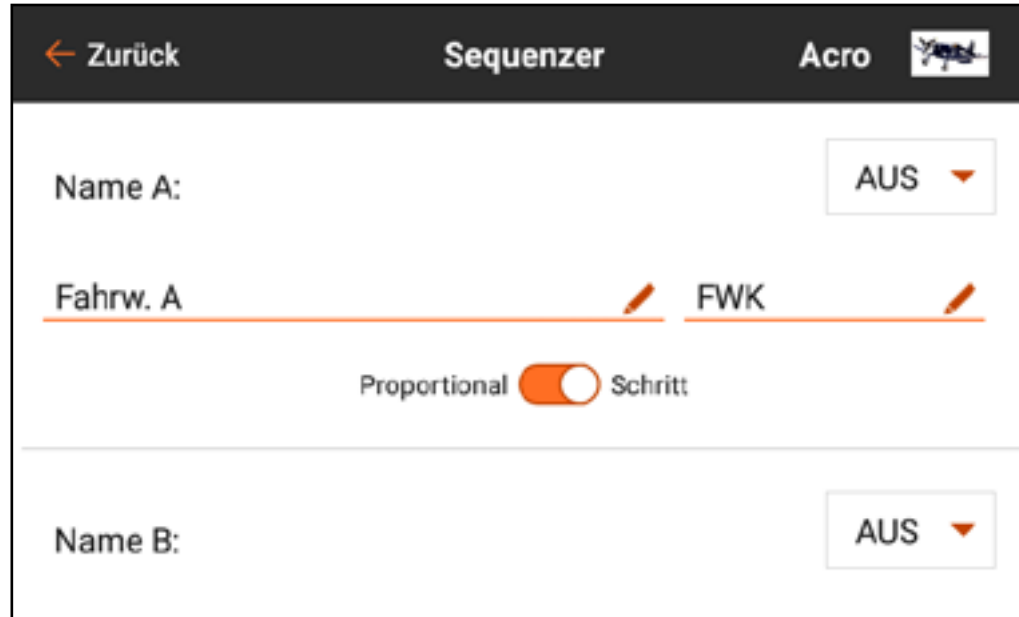 Zurück Sequenzer Acro
Name A: AUS
Fahrw. A FWK
Proportional Schritt
Name B: AUS